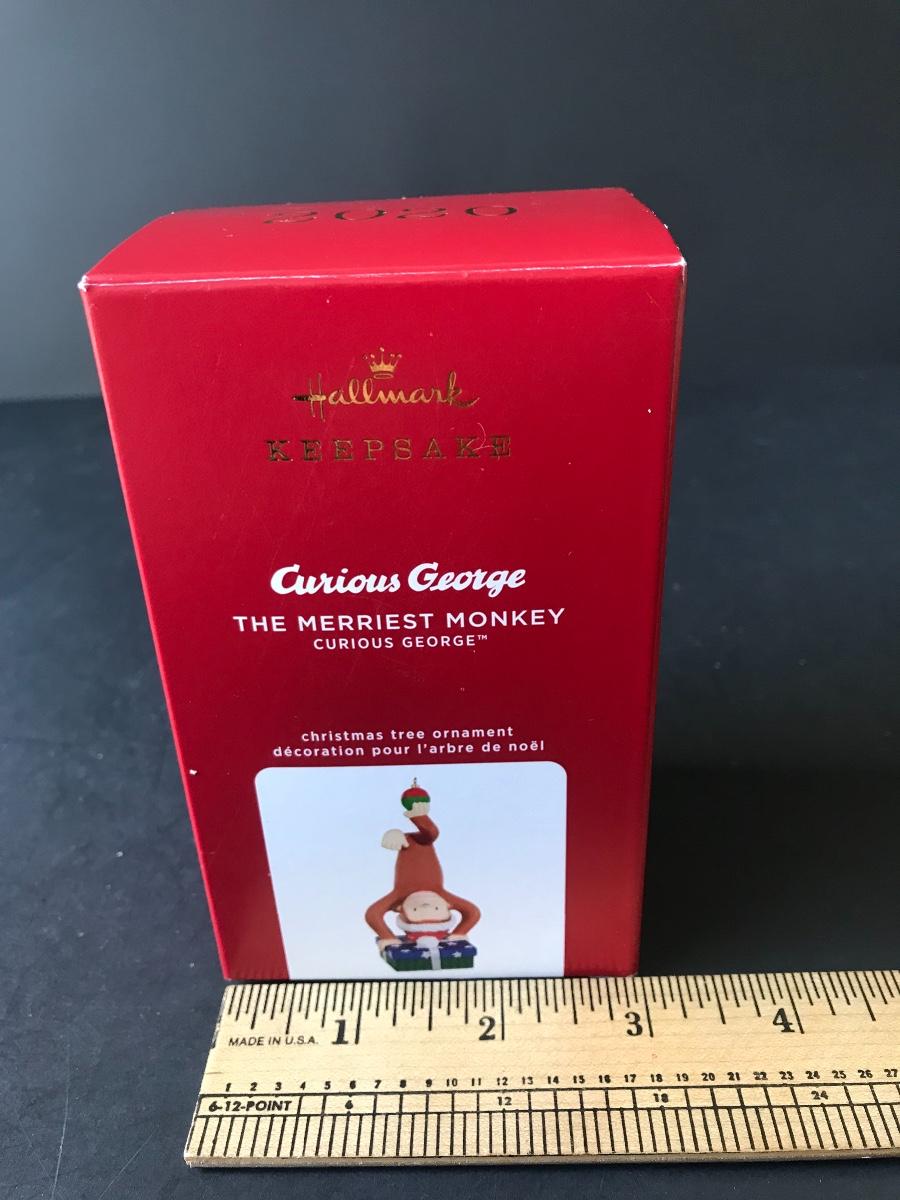 2020
Hallmark
KEEPSAKE
Curious George
THE MERRIEST MONKEY
CURIOUS GEORGE™
christmas tree ornament
décoration pour l'arbre de noël
1 2 3 4
MADE IN U.S.A.
1 2 3 4 5 6 7 8 9 10 11 12 13 14 15 16 17 18 19 20 21 22 23 24 25 26 27
6-12-POINT 6 12 18 24